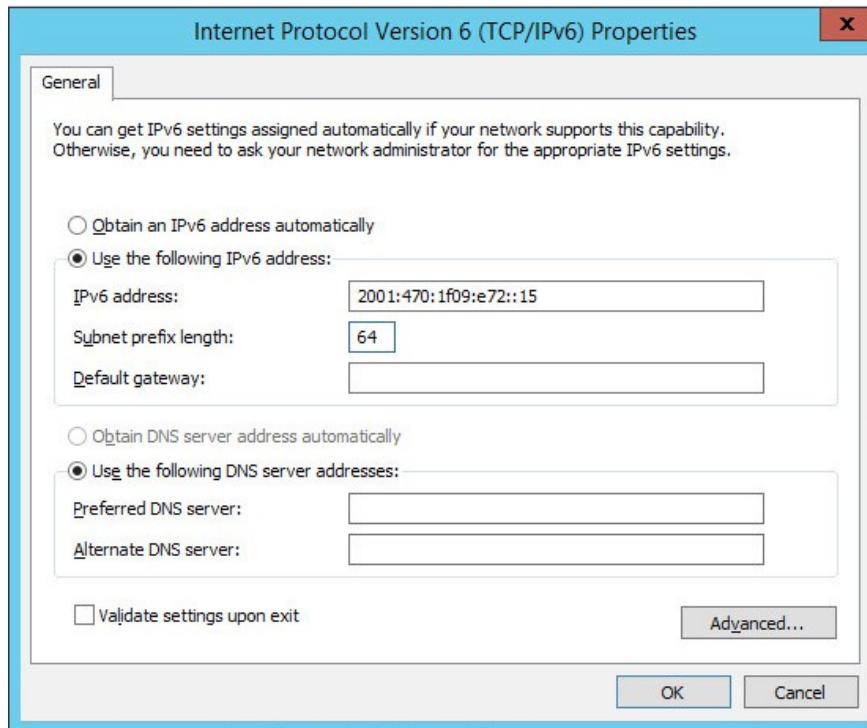 Internet Protocol Version 6 (TCP/IPv6) Properties
x
General
You can get IPv6 settings assigned automatically if your network supports this capability.
Otherwise, you need to ask your network administrator for the appropriate IPv6 settings.
Obtain an IPv6 address automatically
Use the following IPv6 address:
IPv6 address: 2001:470:1f09:e72::15
Subnet prefix length: 64
Default gateway:
Obtain DNS server address automatically
Use the following DNS server addresses:
Preferred DNS server:
Alternate DNS server:
Validate settings upon exit
Advanced...
OK Cancel